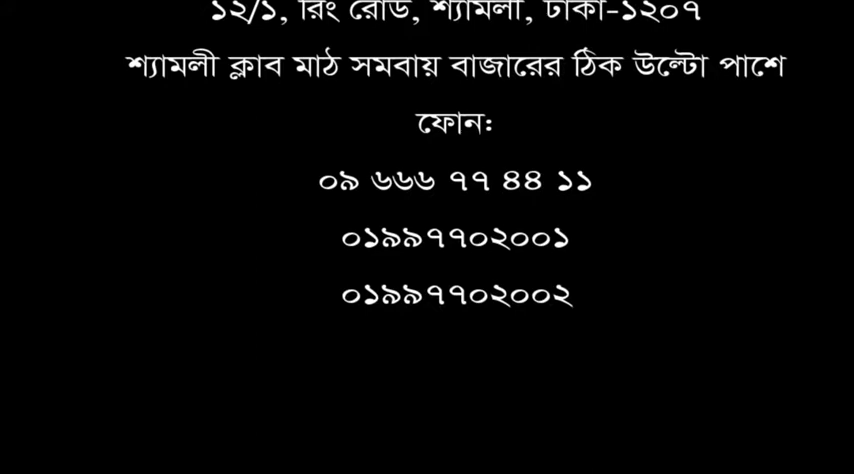 ১২/১, রিং রোড, শ্যামলী, ঢাকা-১২০৭
শ্যামলী ক্লাব মাঠ সমবায় বাজারের ঠিক উল্টো পাশে
ফোন:
০৯ ৬৬৬ ৭৭ ৪৪ ১১
০১৯৯৭৭০২০০১
০১৯৯৭৭০২০০২